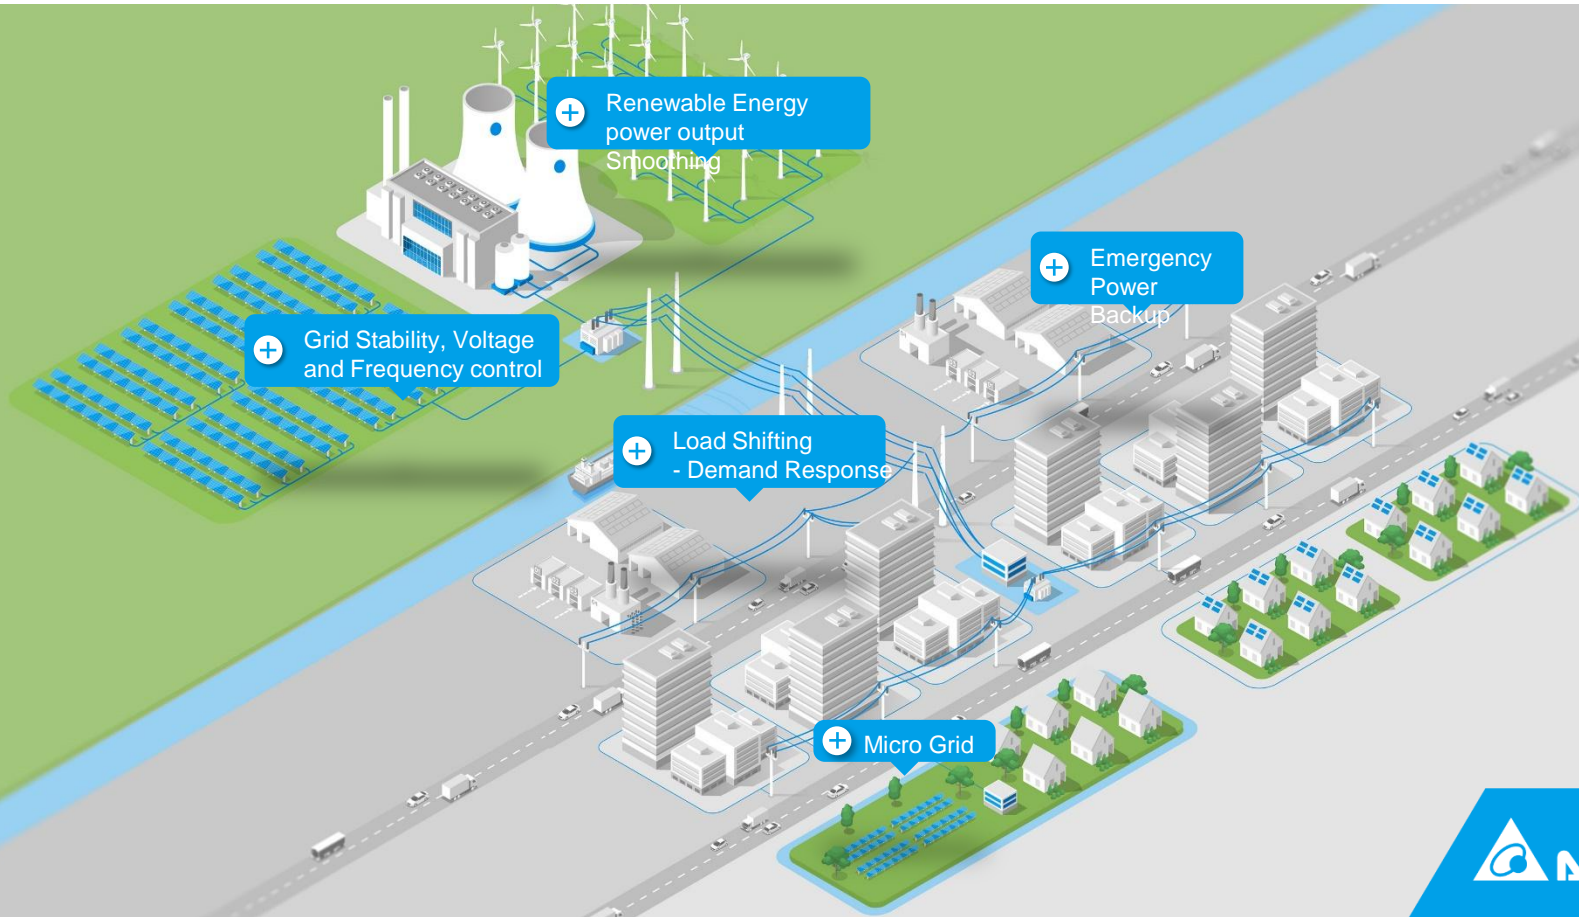 Renewable Energy
power output
Smoothing
Emergency
Power
Backup
Grid Stability, Voltage
and Frequency control
Load Shifting
- Demand Response
Micro Grid